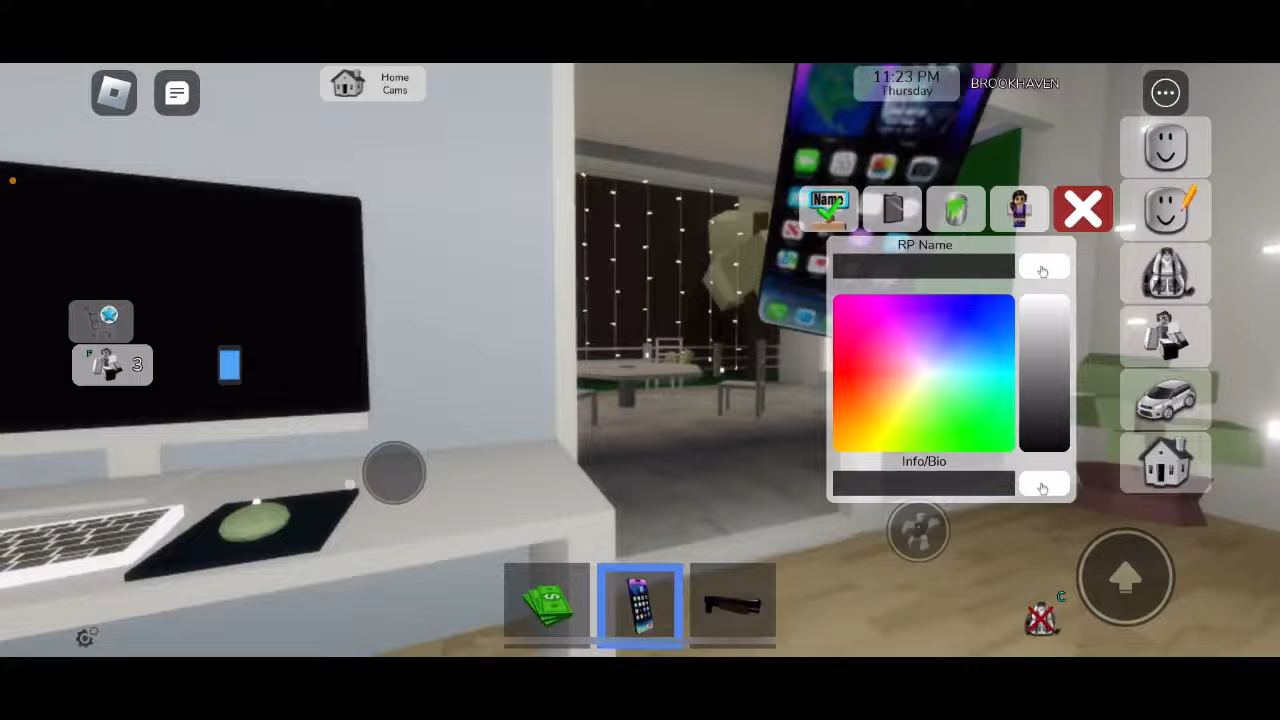 Home
Cams
11:23 PM
Thursday
BROOKHAVEN
Name
RP Name
F
3
Info/Bio
C